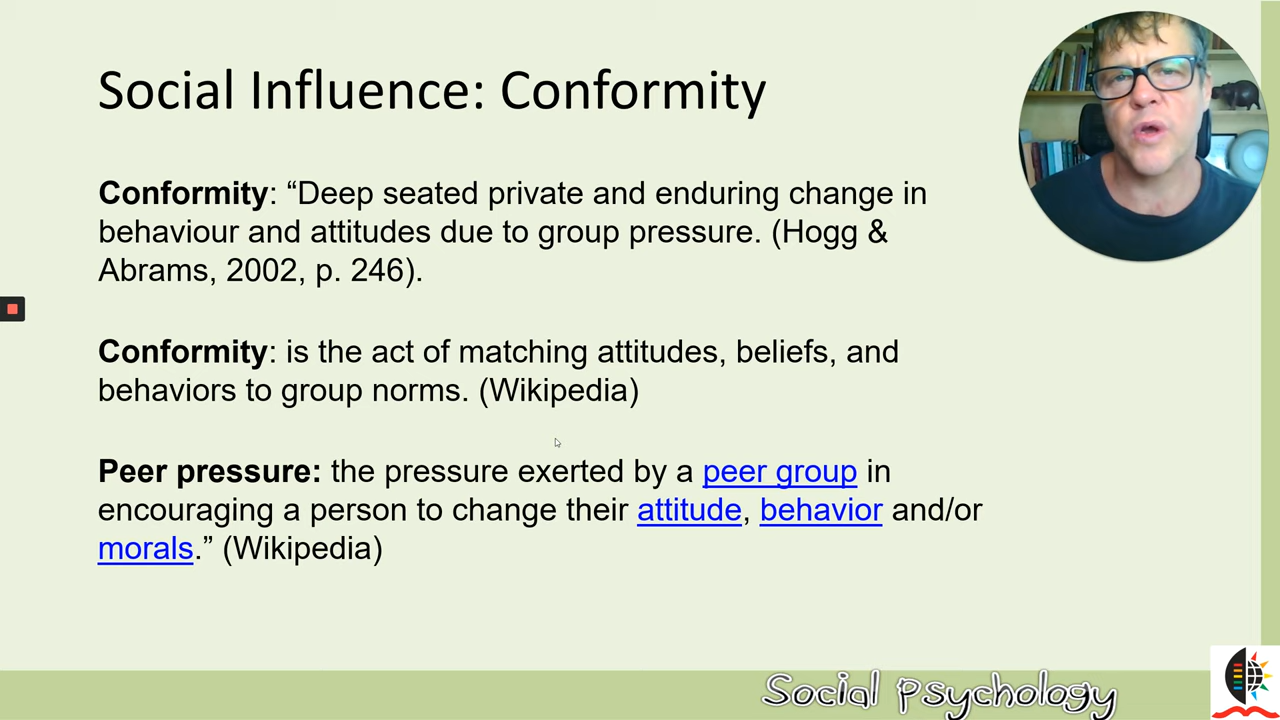 Social Influence: Conformity
Conformity: “Deep seated private and enduring change in
behaviour and attitudes due to group pressure. (Hogg &
Abrams, 2002, p. 246).
Conformity: is the act of matching attitudes, beliefs, and
behaviors to group norms. (Wikipedia)
Peer pressure: the pressure exerted by a peer group in
encouraging a person to change their attitude, behavior and/or
morals.” (Wikipedia)
Social Psychology